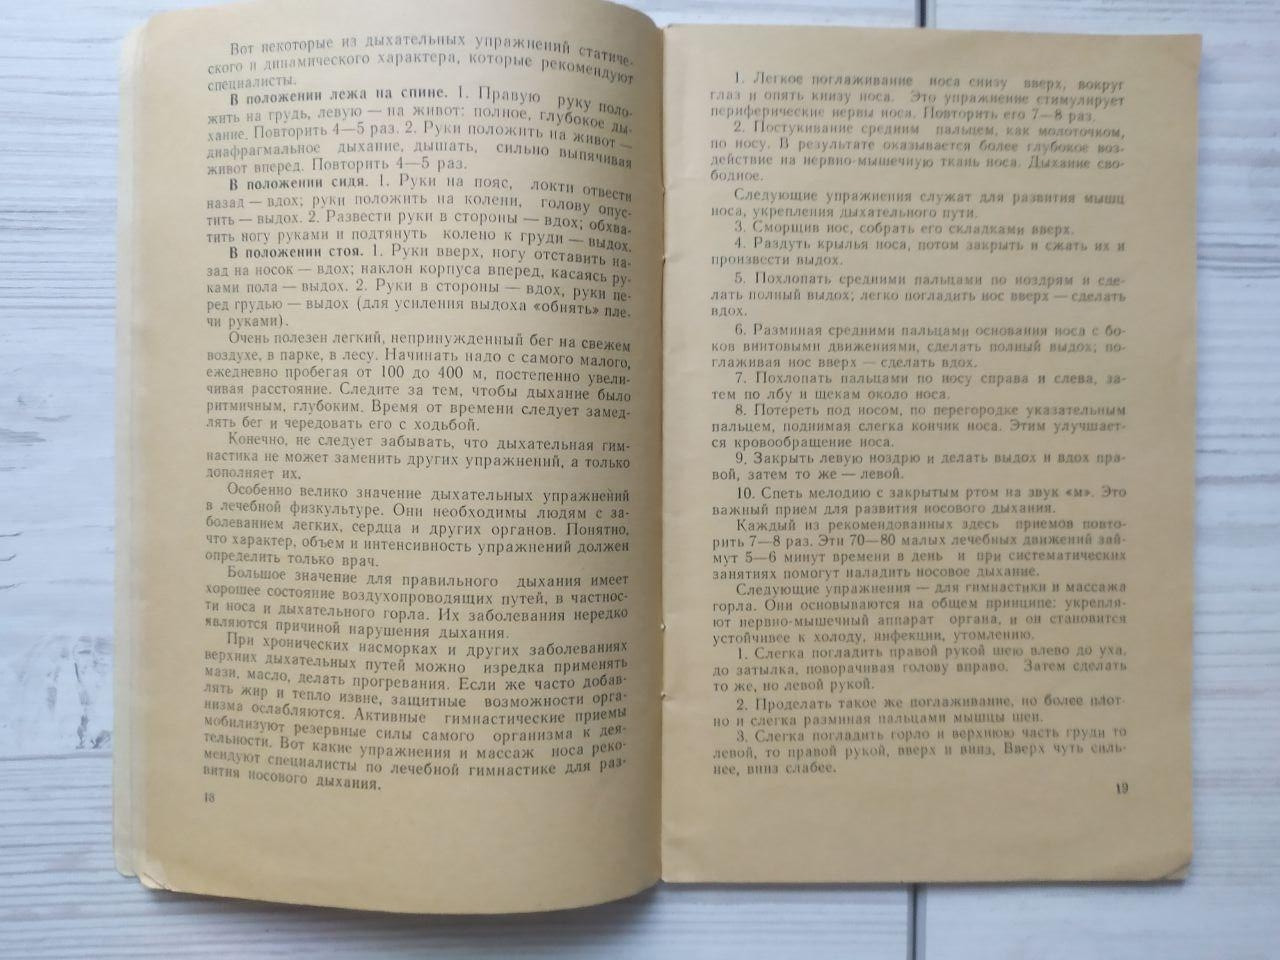 Вот некоторые из дыхательных упражнений статиче-
ского и динамического характера, которые рекомендуют
специалисты.
В положении лежа на спине. 1. Правую руку поло-
жить на грудь, левую — на живот: полное, глубокое ды-
хание. Повторить 4—5 раз. 2. Руки положить на живот —
диафрагмальное дыхание, дышать, сильно выпячивая
живот вперед. Повторить 4—5 раз.
В положении сидя. 1. Руки на пояс, локти отвести
назад — вдох; руки положить на колени, голову опус-
тить — выдох. 2. Развести руки в стороны — вдох; обхва-
тить ногу руками и подтянуть колено к груди — выдох.
В положении стоя. 1. Руки вверх, ногу отставить на-
зад на носок — вдох; наклон корпуса вперед, касаясь ру-
ками пола — выдох. 2. Руки в стороны — вдох, руки пе-
ред грудью — выдох (для усиления выдоха «обнять» пле-
чи руками).
Очень полезен легкий, непринужденный бег на свежем
воздухе, в парке, в лесу. Начинать надо с самого малого,
ежедневно пробегая от 100 до 400 м, постепенно увели-
чивая расстояние. Следите за тем, чтобы дыхание было
ритмичным, глубоким. Время от времени следует замед-
лять бег и чередовать его с ходьбой.
Конечно, не следует забывать, что дыхательная гим-
настика не может заменить других упражнений, а только
дополняет их.
Особенно велико значение дыхательных упражнений
в лечебной физкультуре. Они необходимы людям с за-
болеванием легких, сердца и других органов. Понятно,
что характер, объем и интенсивность упражнений должен
определить только врач.
Большое значение для правильного дыхания имеет
хорошее состояние воздухопроводящих путей, в частнос-
ти носа и дыхательного горла. Их заболевания нередко
являются причиной нарушения дыхания.
При хронических насморках и других заболеваниях
верхних дыхательных путей можно изредка применять
мази, масло, делать прогревания. Если же часто добав-
лять жир и тепло извне, защитные возможности орга-
низма ослабляются. Активные гимнастические приемы
мобилизуют резервные силы самого организма к дея-
тельности. Вот какие упражнения и массаж носа реко-
мендуют специалисты по лечебной гимнастике для раз-
вития носового дыхания.
18
1. Легкое поглаживание носа снизу вверх, вокруг
глаз и опять книзу носа. Это упражнение стимулирует
периферические нервы носа. Повторить его 7—8 раз.
2. Постукивание средним пальцем, как молоточком,
по носу. В результате оказывается более глубокое воз-
действие на нервно-мышечную ткань носа. Дыхание сво-
бодное.
Следующие упражнения служат для развития мышц
носа, укрепления дыхательного пути.
3. Сморщив нос, собрать его складками вверх.
4. Раздуть крылья носа, потом закрыть и сжать их и
произвести выдох.
5. Похлопать средними пальцами по ноздрям и сде-
лать полный выдох; легко погладить нос вверх — сделать
вдох.
6. Разминая средними пальцами основания носа с бо-
ков винтовыми движениями, сделать полный выдох; по-
глаживая нос вверх — сделать вдох.
7. Похлопать пальцами по носу справа и слева, за-
тем по лбу и щекам около носа.
8. Потереть под носом, по перегородке указательным
пальцем, поднимая слегка кончик носа. Этим улучшает-
ся кровообращение носа.
9. Закрыть левую ноздрю и делать выдох и вдох пра-
вой, затем то же — левой.
10. Спеть мелодию с закрытым ртом на звук «м». Это
важный прием для развития носового дыхания.
Каждый из рекомендованных здесь приемов повто-
рить 7—8 раз. Эти 70—80 малых лечебных движений зай-
мут 5—6 минут времени в день и при систематических
занятиях помогут наладить носовое дыхание.
Следующие упражнения — для гимнастики и массажа
горла. Они основываются на общем принципе: укрепля-
ют нервно-мышечный аппарат органа, и он становится
устойчивее к холоду, инфекции, утомлению.
1. Слегка погладить правой рукой шею влево до уха,
до затылка, поворачивая голову вправо. Затем сделать
то же, но левой рукой.
2. Проделать такое же поглаживание, но более плот-
но и слегка разминая пальцами мышцы шеи.
3. Слегка погладить горло и верхнюю часть груди то
левой, то правой рукой, вверх и вниз. Вверх чуть силь-
нее, вниз слабее.
19